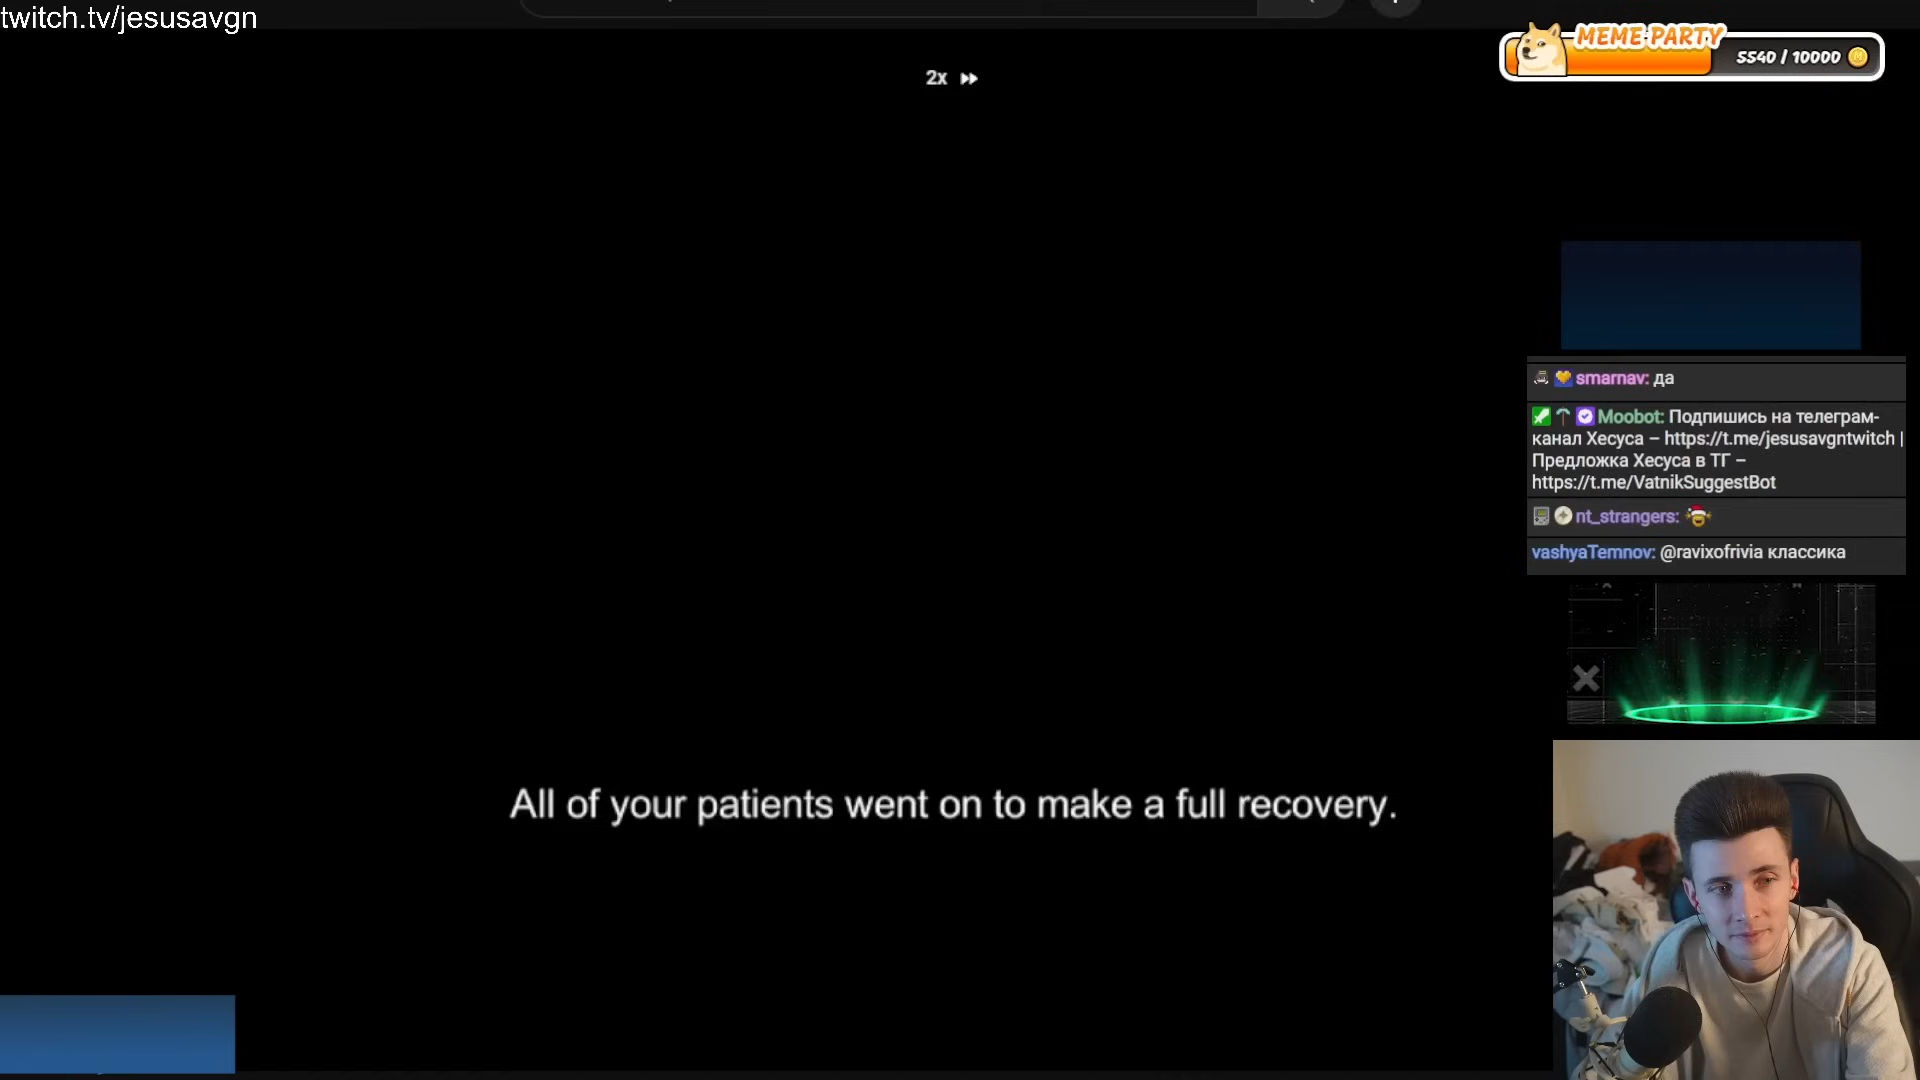 twitch.tv/jesusavgn
MEME PARTY
5540 / 10000
2x
smarnav: да
Moobot: Подпишись на телеграм-
канал Хесуса – https://t.me/jesusavgntwitch |
Предложка Хесуса в ТГ –
https://t.me/VatnikSuggestBot
nt_strangers:
vashyaTemnov: @ravixofrivia классика
All of your patients went on to make a full recovery.